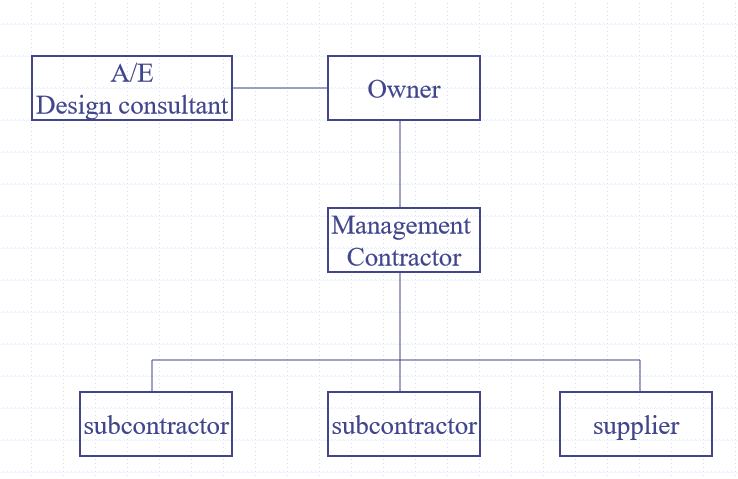 A/E
Design consultant
Owner
Management
Contractor
subcontractor
subcontractor
supplier